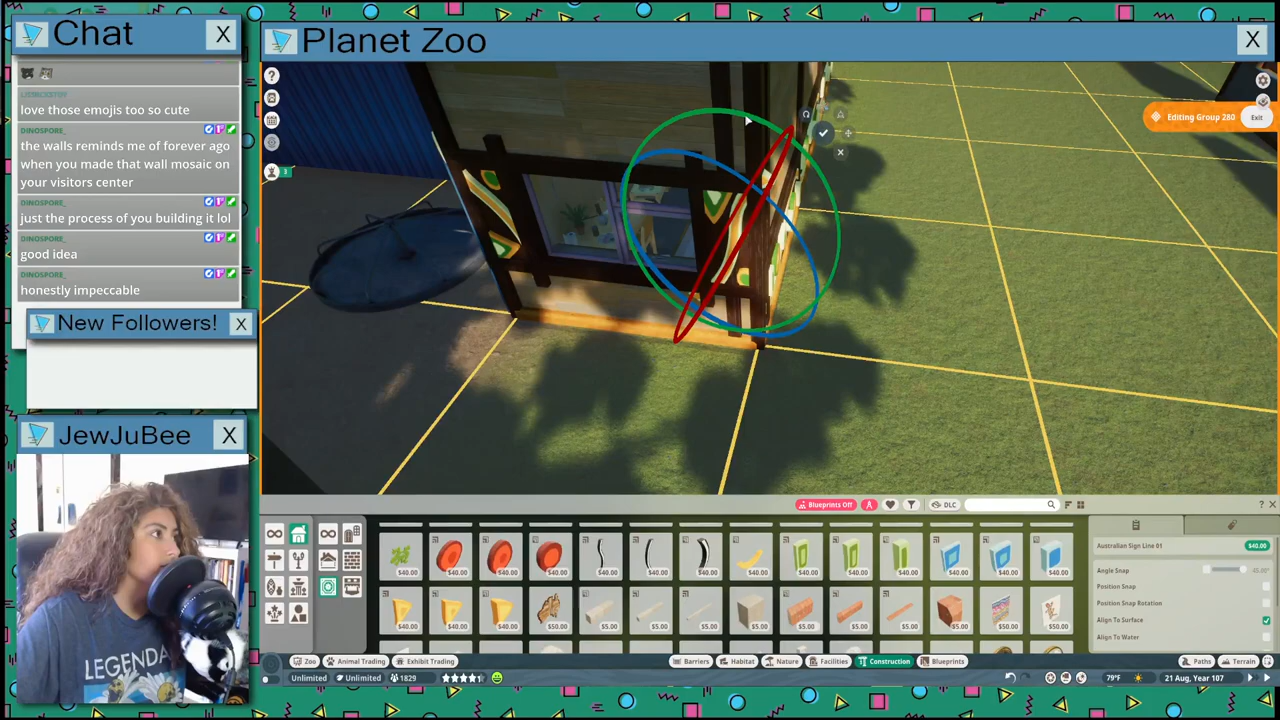 Chat
X
love those emojis too so cute
DINOSPORE_
the walls reminds me of forever ago
when you made that wall mosaic on
your visitors center
DINOSPORE_
just the process of you building it lol
DINOSPORE_
good idea
DINOSPORE_
honestly impeccable
New Followers!
X
JewJuBee
X
LEGENDA
Planet Zoo
X
?
3
Editing Group 280
Exit
Blueprints Off
DLC
? X
$40.00 $40.00 $40.00 $40.00 $40.00 $40.00 $40.00 $40.00 $40.00 $40.00 $40.00 $40.00 $40.00 $40.00
$40.00 $40.00 $40.00 $50.00 $5.00 $5.00 $5.00 $5.00 $5.00 $5.00 $5.00 $5.00 $50.00 $50.00
Australian Sign Line 01
$40.00
Angle Snap
Position Snap
Position Snap Rotation
Align To Surface
Align To Water
Zoo
Animal Trading
Exhibit Trading
Barriers
Habitat
Nature
Facilities
Construction
Blueprints
Paths
Terrain
Unlimited
Unlimited
1829
79°F
21 Aug, Year 107